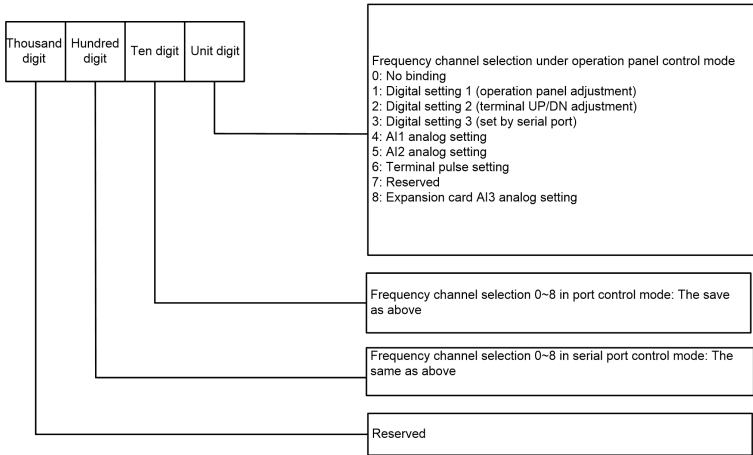 Thousand
digit
Hundred
digit
Ten digit
Unit digit
Frequency channel selection under operation panel control mode
0: No binding
1: Digital setting 1 (operation panel adjustment)
2: Digital setting 2 (terminal UP/DN adjustment)
3: Digital setting 3 (set by serial port)
4: AI1 analog setting
5: AI2 analog setting
6: Terminal pulse setting
7: Reserved
8: Expansion card AI3 analog setting
Frequency channel selection 0~8 in port control mode: The save
as above
Frequency channel selection 0~8 in serial port control mode: The
same as above
Reserved